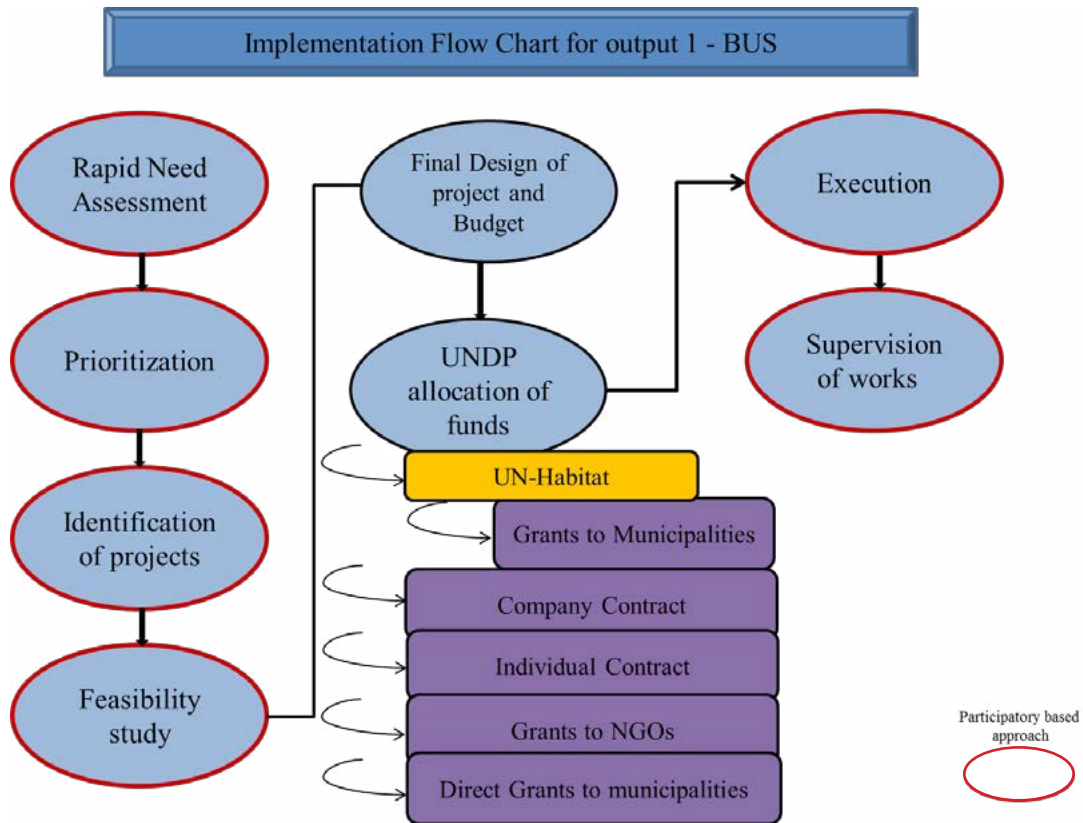 Implementation Flow Chart for output 1 - BUS
Rapid Need
Assessment
Prioritization
Identification
of projects
Feasibility
study
Final Design of
project and
Budget
UNDP
allocation of
funds
UN-Habitat
Grants to Municipalities
Company Contract
Individual Contract
Grants to NGOs
Direct Grants to municipalities
Execution
Supervision
of works
Participatory based
approach